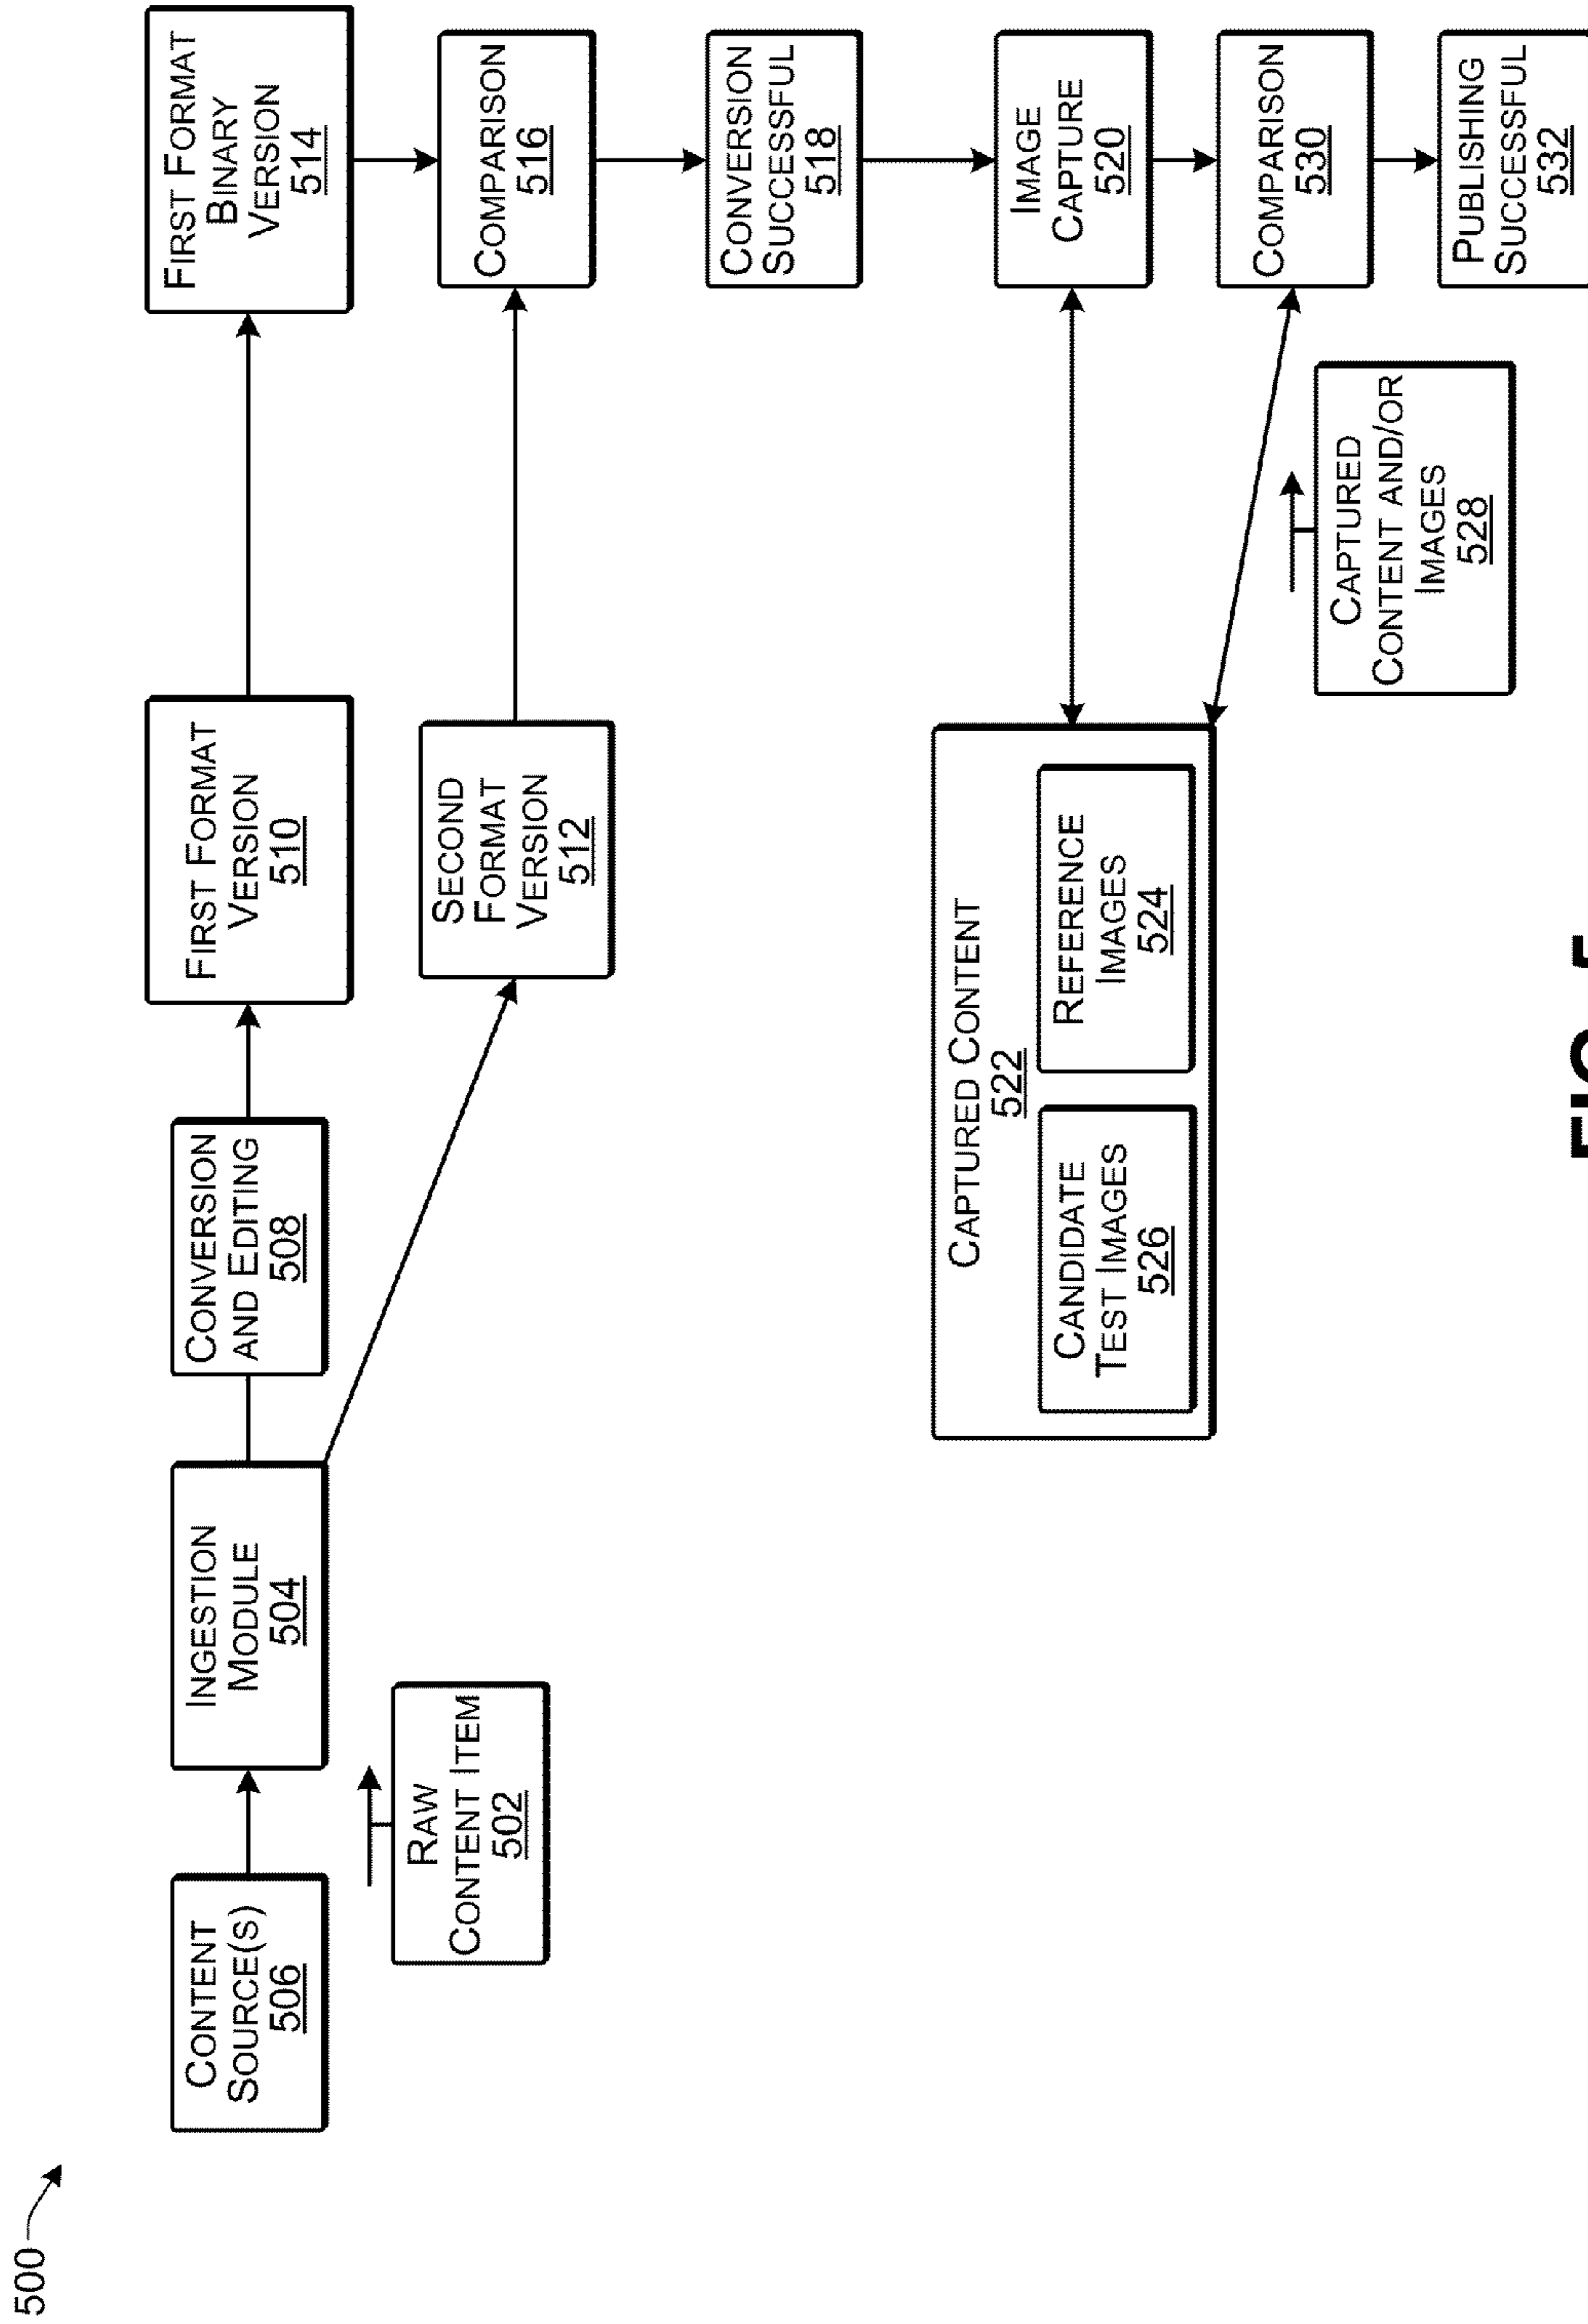 500
CONTENT
SOURCE(S)
506
RAW
CONTENT ITEM
502
INGESTION
MODULE
504
CONVERSION
AND EDITING
508
FIRST FORMAT
VERSION
510
SECOND
FORMAT
VERSION
512
FIRST FORMAT
BINARY
VERSION
514
COMPARISON
516
CONVERSION
SUCCESSFUL
518
IMAGE
CAPTURE
520
CAPTURED CONTENT
522
CANDIDATE
TEST IMAGES
526
REFERENCE
IMAGES
524
CAPTURED
CONTENT AND/OR
IMAGES
528
COMPARISON
530
PUBLISHING
SUCCESSFUL
532